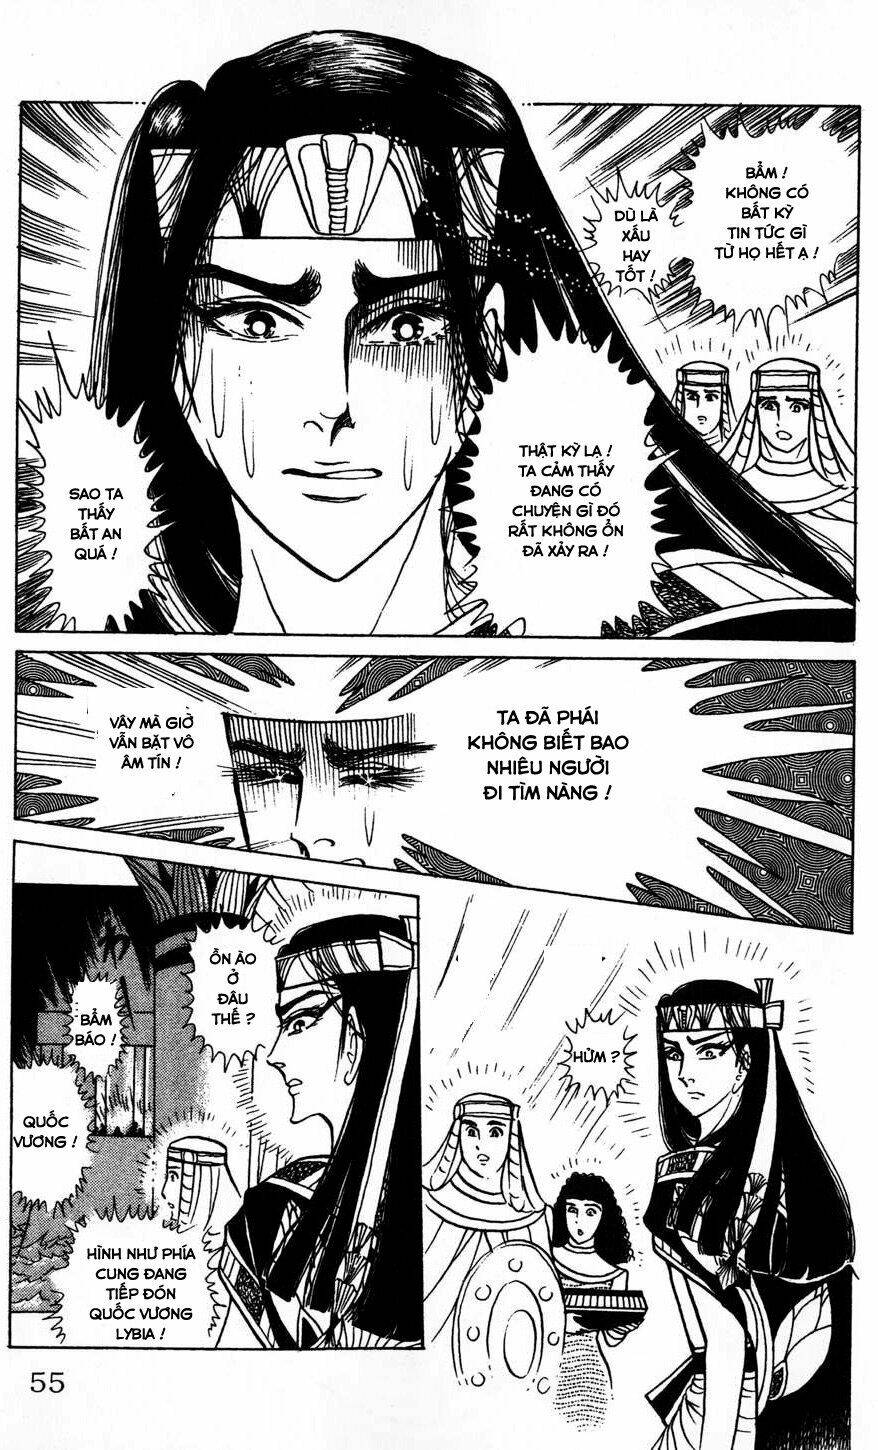 BẨM !
KHÔNG CÓ
BẤT KỲ
TIN TỨC GÌ
TỪ HỌ HẾT Ạ !
DÙ LÀ
XẤU
HAY
TỐT !
THẬT KỲ LẠ !
TA CẢM THẤY
ĐANG CÓ
CHUYỆN GÌ ĐÓ
RẤT KHÔNG ỔN
ĐÃ XẢY RA !
SAO TA
THẤY
BẤT AN
QUÁ !
TA ĐÃ PHÁI
KHÔNG BIẾT BAO
NHIÊU NGƯỜI
ĐI TÌM NÀNG !
VẬY MÀ GIỜ
VẪN BẶT VÔ
ÂM TÍN !
ỒN ÀO
Ở
ĐÂU
THẾ ?
BẨM
BÁO !
QUỐC
VƯƠNG !
HÌNH NHƯ PHÍA
CUNG ĐANG
TIẾP ĐÓN
QUỐC VƯƠNG
LYBIA !
HỬM ?
55